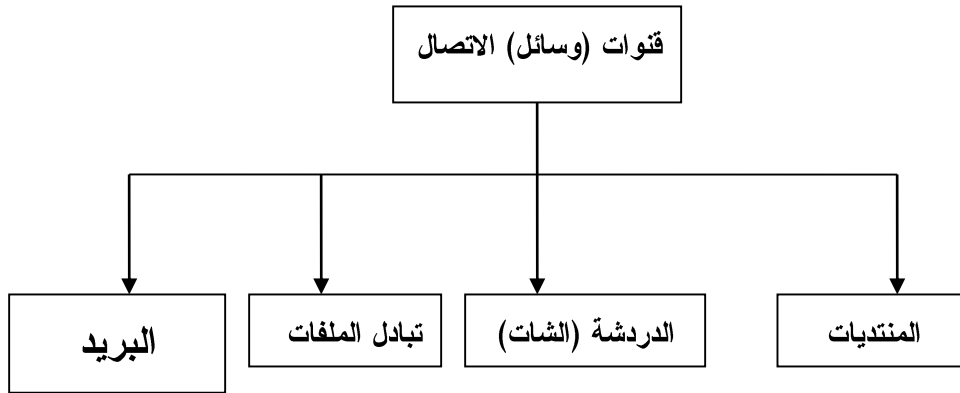 قنوات (وسائل) الاتصال
المنتديات
الدردشة (الشات)
تبادل الملفات
البريد